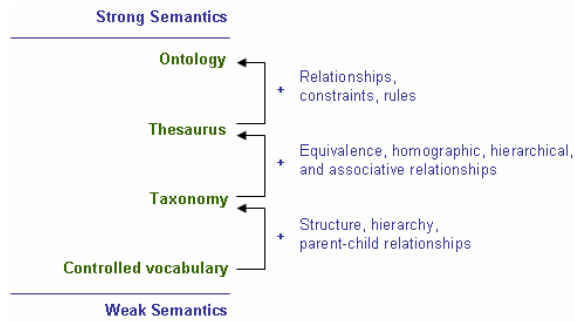 Strong Semantics
Ontology
+ Relationships,
constraints, rules
Thesaurus
+ Equivalence, homographic, hierarchical,
and associative relationships
Taxonomy
+ Structure, hierarchy,
parent-child relationships
Controlled vocabulary
Weak Semantics